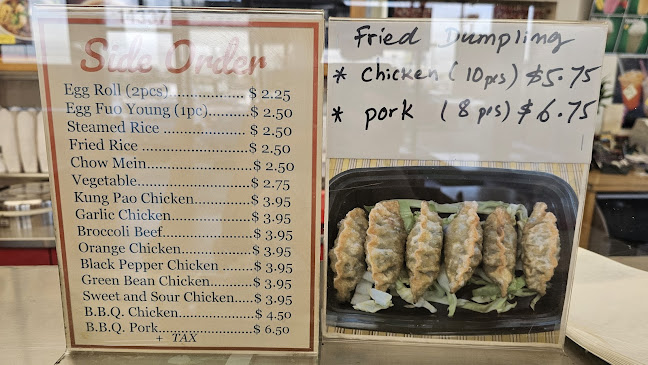 Side Order
Egg Roll (2pcs)..................$ 2.25
Egg Fuo Young (1pc)..........$ 2.50
Steamed Rice ....................$ 2.50
Fried Rice .........................$ 2.50
Chow Mein........................$ 2.50
Vegetable..........................$ 2.75
Kung Pao Chicken.............$ 3.95
Garlic Chicken...................$ 3.95
Broccoli Beef.....................$ 3.95
Orange Chicken.................$ 3.95
Black Pepper Chicken .......$ 3.95
Green Bean Chicken..........$ 3.95
Sweet and Sour Chicken.....$ 3.95
B.B.Q. Chicken..................$ 4.50
B.B.Q. Pork.......................$ 6.50
+ TAX
Fried Dumpling
* chicken (10 pcs) $5.75
* pork (8 pcs) $6.75